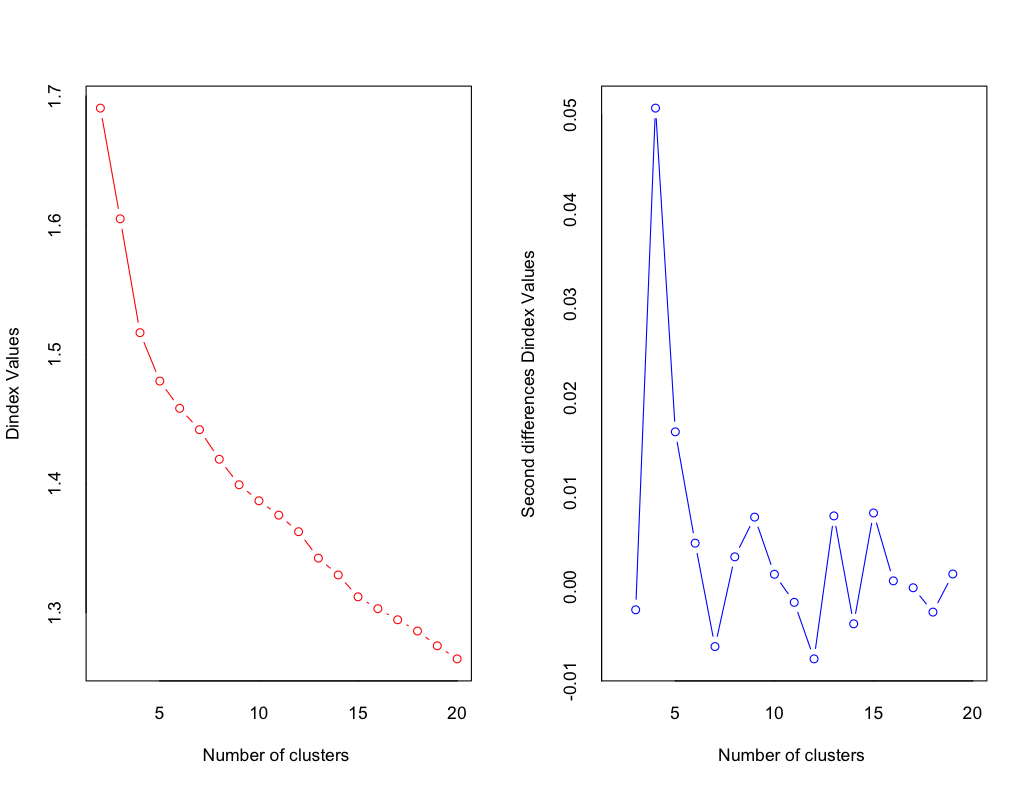 Dindex Values
1.7
1.6
1.5
1.4
1.3
5 10 15 20
Number of clusters
Second differences Dindex Values
0.05
0.04
0.03
0.02
0.01
0.00
-0.01
5 10 15 20
Number of clusters